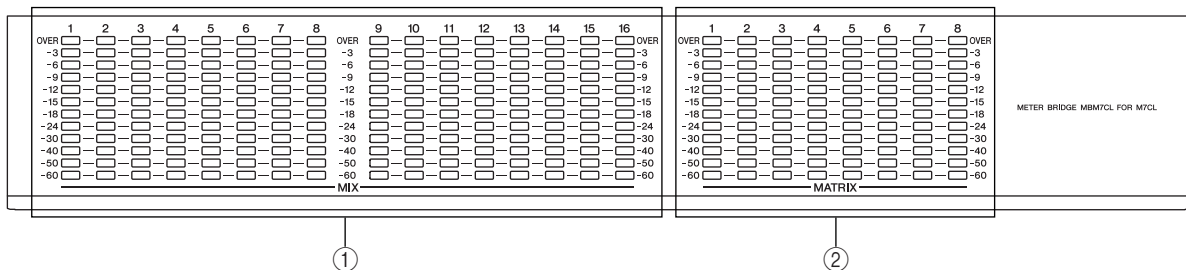 1 2 3 4 5 6 7 8 9 10 11 12 13 14 15 16 1 2 3 4 5 6 7 8
OVER OVER OVER OVER OVER
-3 -3 -3 -3 -3
-6 -6 -6 -6 -6
-9 -9 -9 -9 -9
-12 -12 -12 -12 -12
-15 -15 -15 -15 -15
-18 -18 -18 -18 -18
-24 -24 -24 -24 -24
-30 -30 -30 -30 -30
-40 -40 -40 -40 -40
-50 -50 -50 -50 -50
-60 -60 -60 -60 -60
MIX MATRIX
METER BRIDGE MBM7CL FOR M7CL
① ②